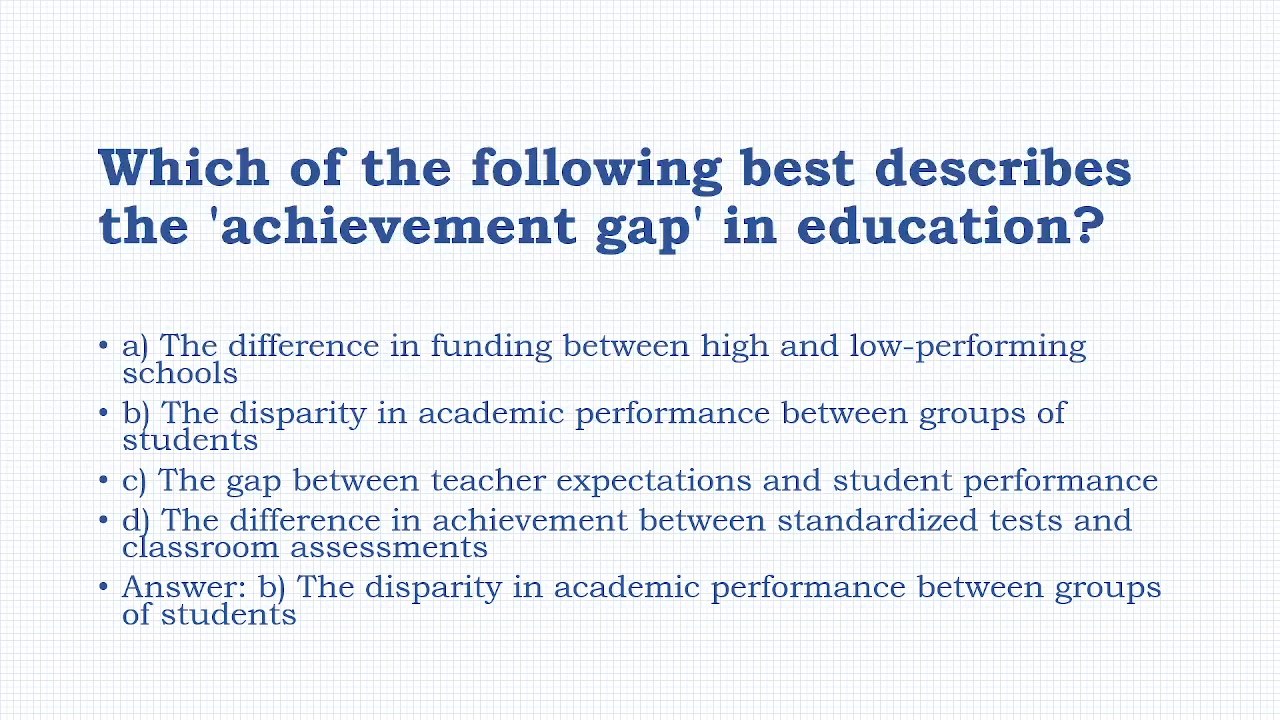 Which of the following best describes
the 'achievement gap' in education?
• a) The difference in funding between high and low-performing
schools
• b) The disparity in academic performance between groups of
students
• c) The gap between teacher expectations and student performance
• d) The difference in achievement between standardized tests and
classroom assessments
• Answer: b) The disparity in academic performance between groups
of students